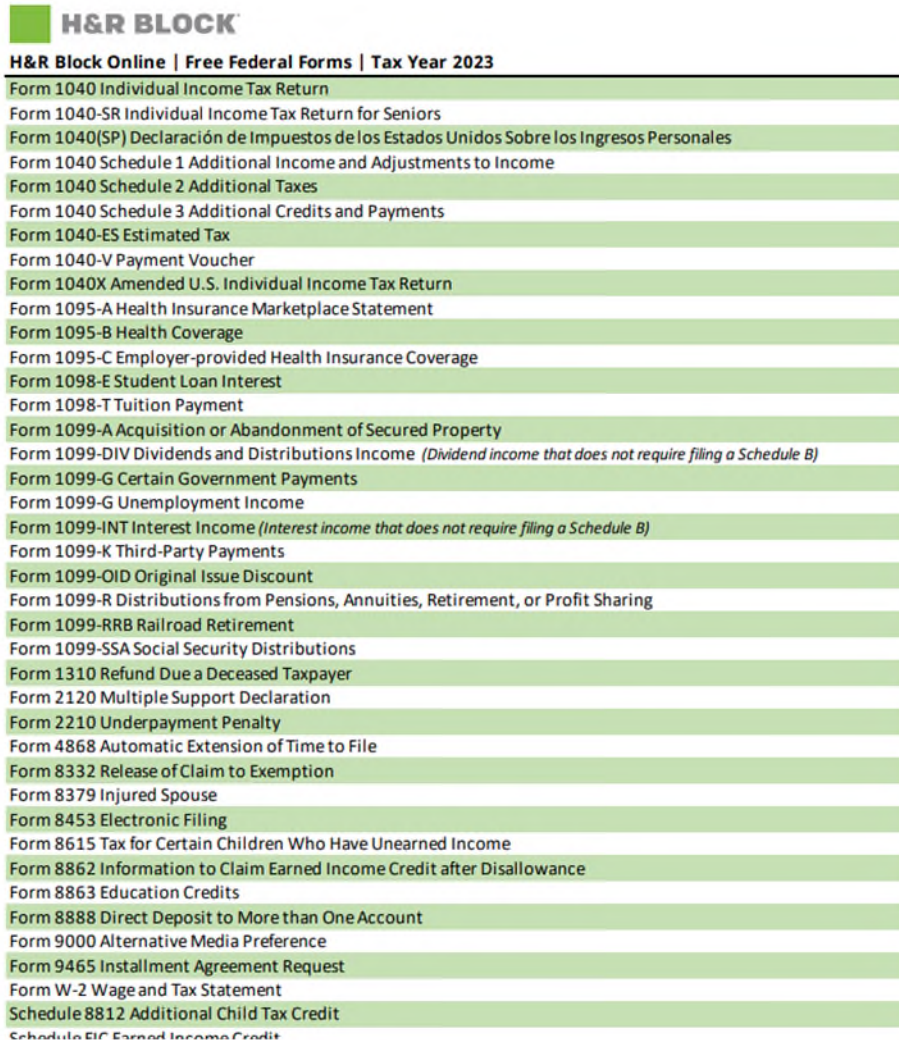 H&R BLOCK
H&R Block Online | Free Federal Forms | Tax Year 2023
Form 1040 Individual Income Tax Return
Form 1040-SR Individual Income Tax Return for Seniors
Form 1040(SP) Declaración de Impuestos de los Estados Unidos Sobre los Ingresos Personales
Form 1040 Schedule 1 Additional Income and Adjustments to Income
Form 1040 Schedule 2 Additional Taxes
Form 1040 Schedule 3 Additional Credits and Payments
Form 1040-ES Estimated Tax
Form 1040-V Payment Voucher
Form 1040X Amended U.S. Individual Income Tax Return
Form 1095-A Health Insurance Marketplace Statement
Form 1095-B Health Coverage
Form 1095-C Employer-provided Health Insurance Coverage
Form 1098-E Student Loan Interest
Form 1098-T Tuition Payment
Form 1099-A Acquisition or Abandonment of Secured Property
Form 1099-DIV Dividends and Distributions Income (Dividend income that does not require filing a Schedule B)
Form 1099-G Certain Government Payments
Form 1099-G Unemployment Income
Form 1099-INT Interest Income (Interest income that does not require filing a Schedule B)
Form 1099-K Third-Party Payments
Form 1099-OID Original Issue Discount
Form 1099-R Distributions from Pensions, Annuities, Retirement, or Profit Sharing
Form 1099-RRB Railroad Retirement
Form 1099-SSA Social Security Distributions
Form 1310 Refund Due a Deceased Taxpayer
Form 2120 Multiple Support Declaration
Form 2210 Underpayment Penalty
Form 4868 Automatic Extension of Time to File
Form 8332 Release of Claim to Exemption
Form 8379 Injured Spouse
Form 8453 Electronic Filing
Form 8615 Tax for Certain Children Who Have Unearned Income
Form 8862 Information to Claim Earned Income Credit after Disallowance
Form 8863 Education Credits
Form 8888 Direct Deposit to More than One Account
Form 9000 Alternative Media Preference
Form 9465 Installment Agreement Request
Form W-2 Wage and Tax Statement
Schedule 8812 Additional Child Tax Credit
Schedule EIC Earned Income Credit